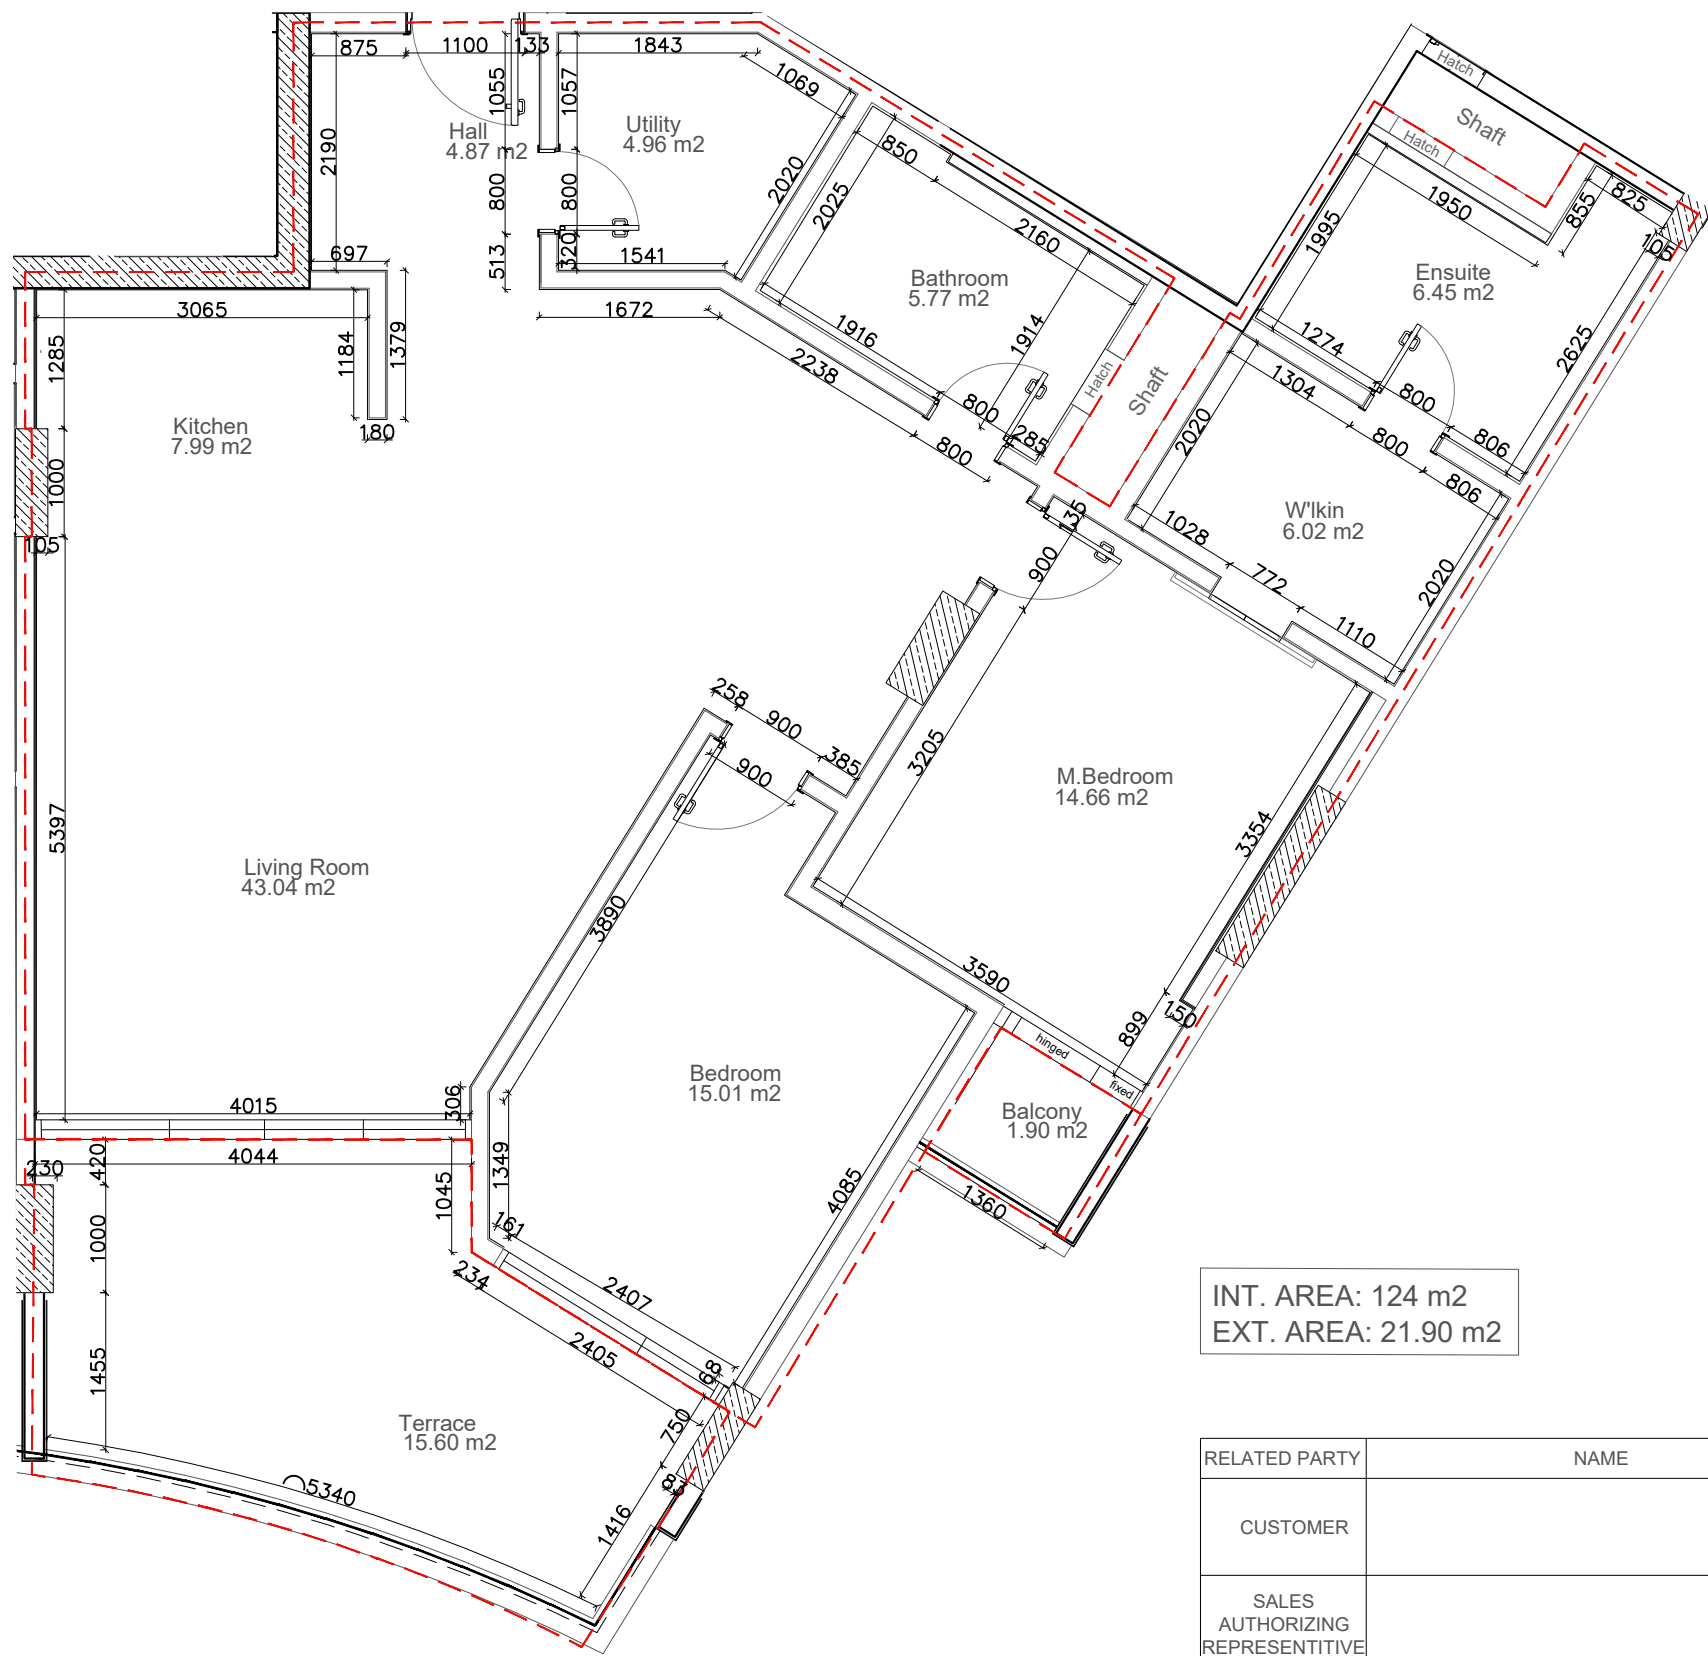 875
1100
133
1843
1069
1055
1057
2190
Hall
4.87 m2
Utility
4.96 m2
800
800
2020
513
320
1541
697
1672
3065
1285
1184
1379
180
Kitchen
7.99 m2
1000
105
850
2025
2160
Bathroom
5.77 m2
1916
1914
2238
800
285
800
Hatch
Shaft
Hatch
Shaft
Hatch
1950
855
825
105
1995
Ensuite
6.45 m2
1274
2625
1304
800
806
2020
800
806
W'Ikin
6.02 m2
1028
772
2020
1110
35
900
258
900
385
900
3205
M.Bedroom
14.66 m2
3354
5397
Living Room
43.04 m2
3890
3590
899
150
hinged
fixed
Bedroom
15.01 m2
Balcony
1.90 m2
4015
306
4044
420
230
1045
1349
161
4085
1360
1000
234
2407
2405
68
INT. AREA: 124 m2
EXT. AREA: 21.90 m2
1455
Terrace
15.60 m2
750
83
5340
1416
RELATED PARTY
NAME
CUSTOMER
SALES
AUTHORIZING
REPRESENTITIVE